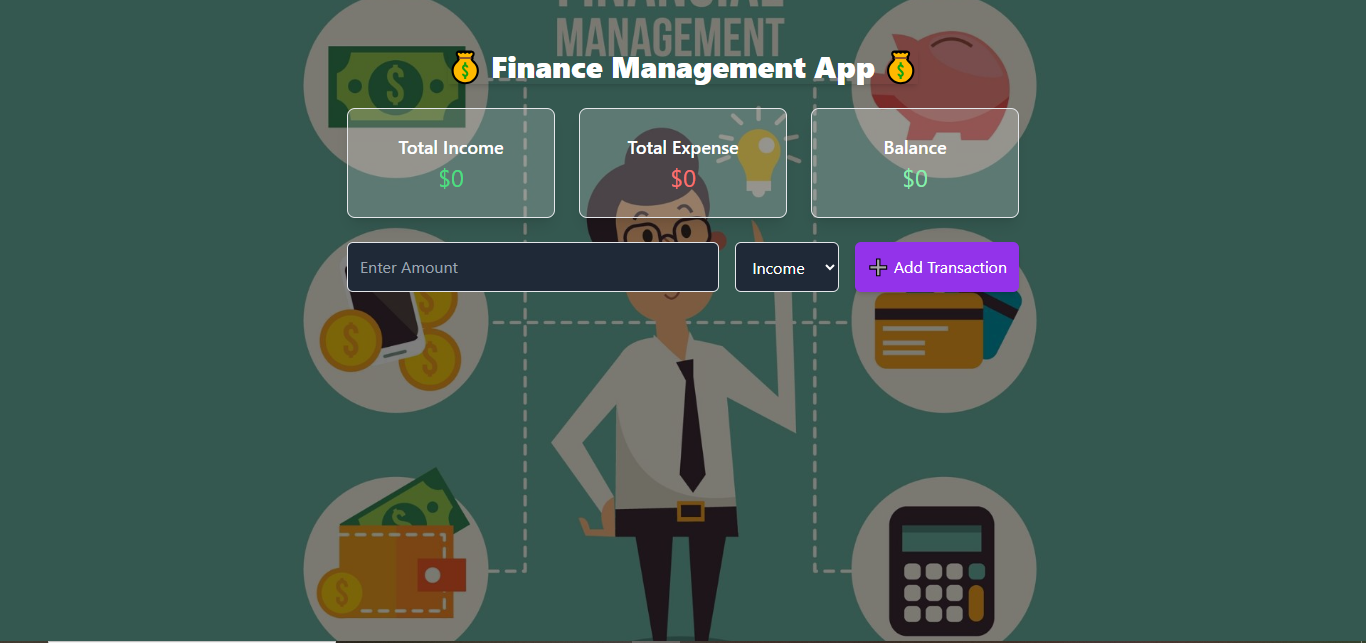 FINANCIAL
MANAGEMENT
💰 Finance Management App 💰
Total Income
$0
Total Expense
$0
Balance
$0
Enter Amount
Income
➕ Add Transaction